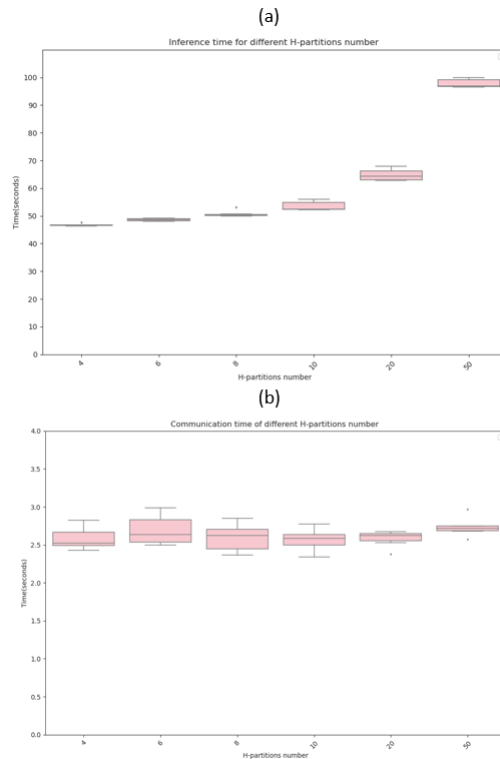 (a)
Inference time for different H-partitions number
100
90
80
70
60
50
40
30
20
10
0
Time(seconds)
4 6 8 10 20 50
H-partitions number
(b)
Communication time of different H-partitions number
4.0
3.5
3.0
2.5
2.0
1.5
1.0
0.5
0.0
Time(seconds)
4 6 8 10 20 50
H-partitions number